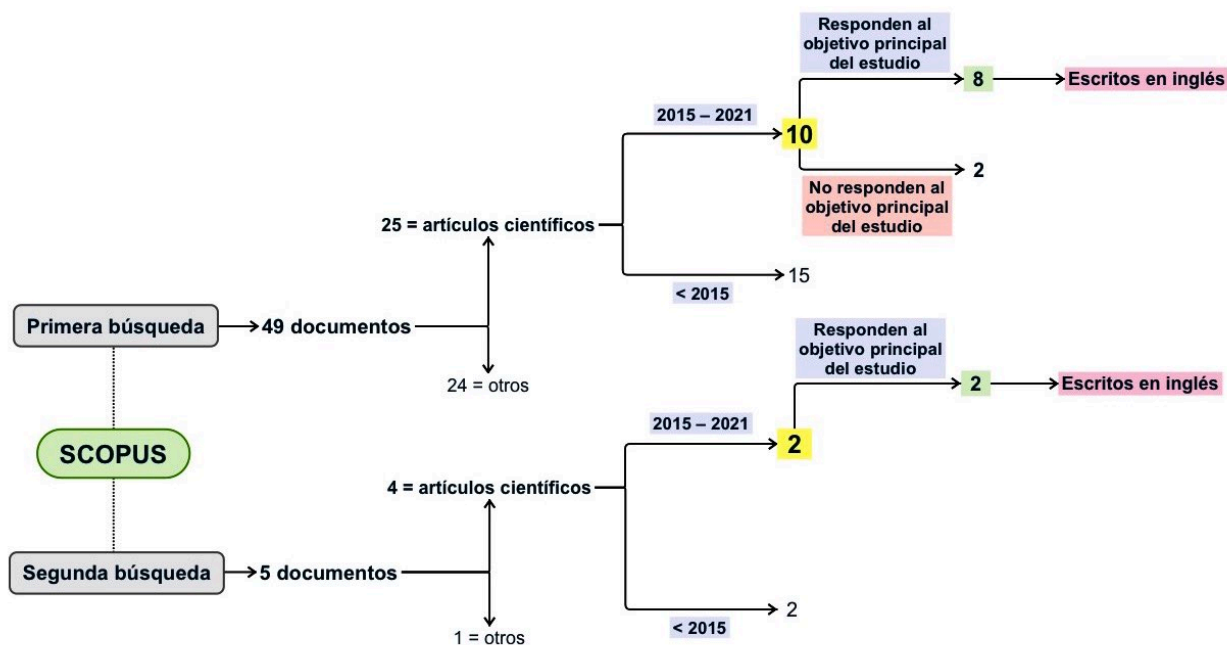 Responden al
objetivo principal
del estudio
8
Escritos en inglés
2015 – 2021
10
2
No responden al
objetivo principal
del estudio
25 = artículos científicos
15
< 2015
Primera búsqueda
49 documentos
24 = otros
SCOPUS
Responden al
objetivo principal
del estudio
2
Escritos en inglés
2015 – 2021
2
4 = artículos científicos
Segunda búsqueda
5 documentos
2
< 2015
1 = otros